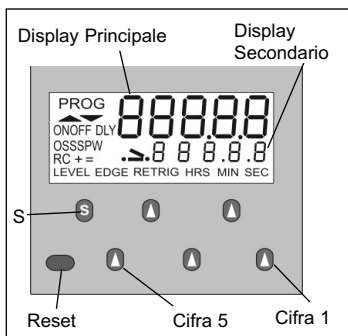 Display Principale
Display
Secondario
PROG
88888
ONOFF DLY
OSSSPW
RC + =
.≥.8 8 8.8.8
LEVEL EDGE RETRIG HRS MIN SEC
S
S
Reset
Cifra 5
Cifra 1